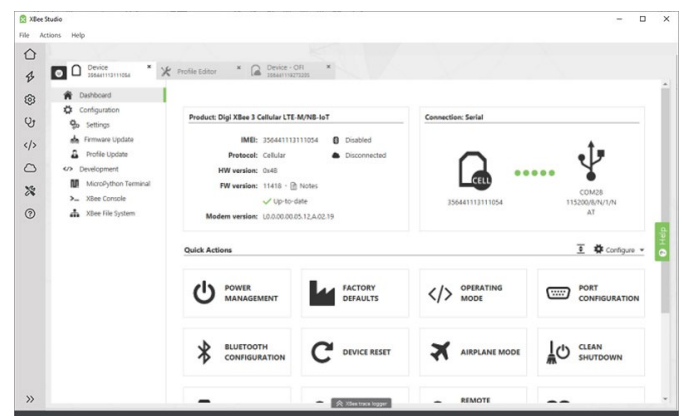 XBee Studio
File Actions Help
Device
356441113111054
Profile Editor
Device - OFI
Dashboard
Configuration
Settings
Firmware Update
Profile Update
Development
MicroPython Terminal
XBee Console
XBee File System
Product: Digi XBee 3 Cellular LTE-M/NB-IoT
IMEI: 356441113111054 Disabled
Protocol: Cellular Disconnected
HW version: 0x48
FW version: 11418 - Notes
Up-to-date
Modem version: L0.0.00.00.05.12,A.02.19
Connection: Serial
CELL
356441113111054
COM28
115200/8/N/1/N
AT
Help
Quick Actions
Configure
POWER
MANAGEMENT
FACTORY
DEFAULTS
OPERATING
MODE
PORT
CONFIGURATION
BLUETOOTH
CONFIGURATION
DEVICE RESET
AIRPLANE MODE
CLEAN
SHUTDOWN
REMOTE
XBee trace logger